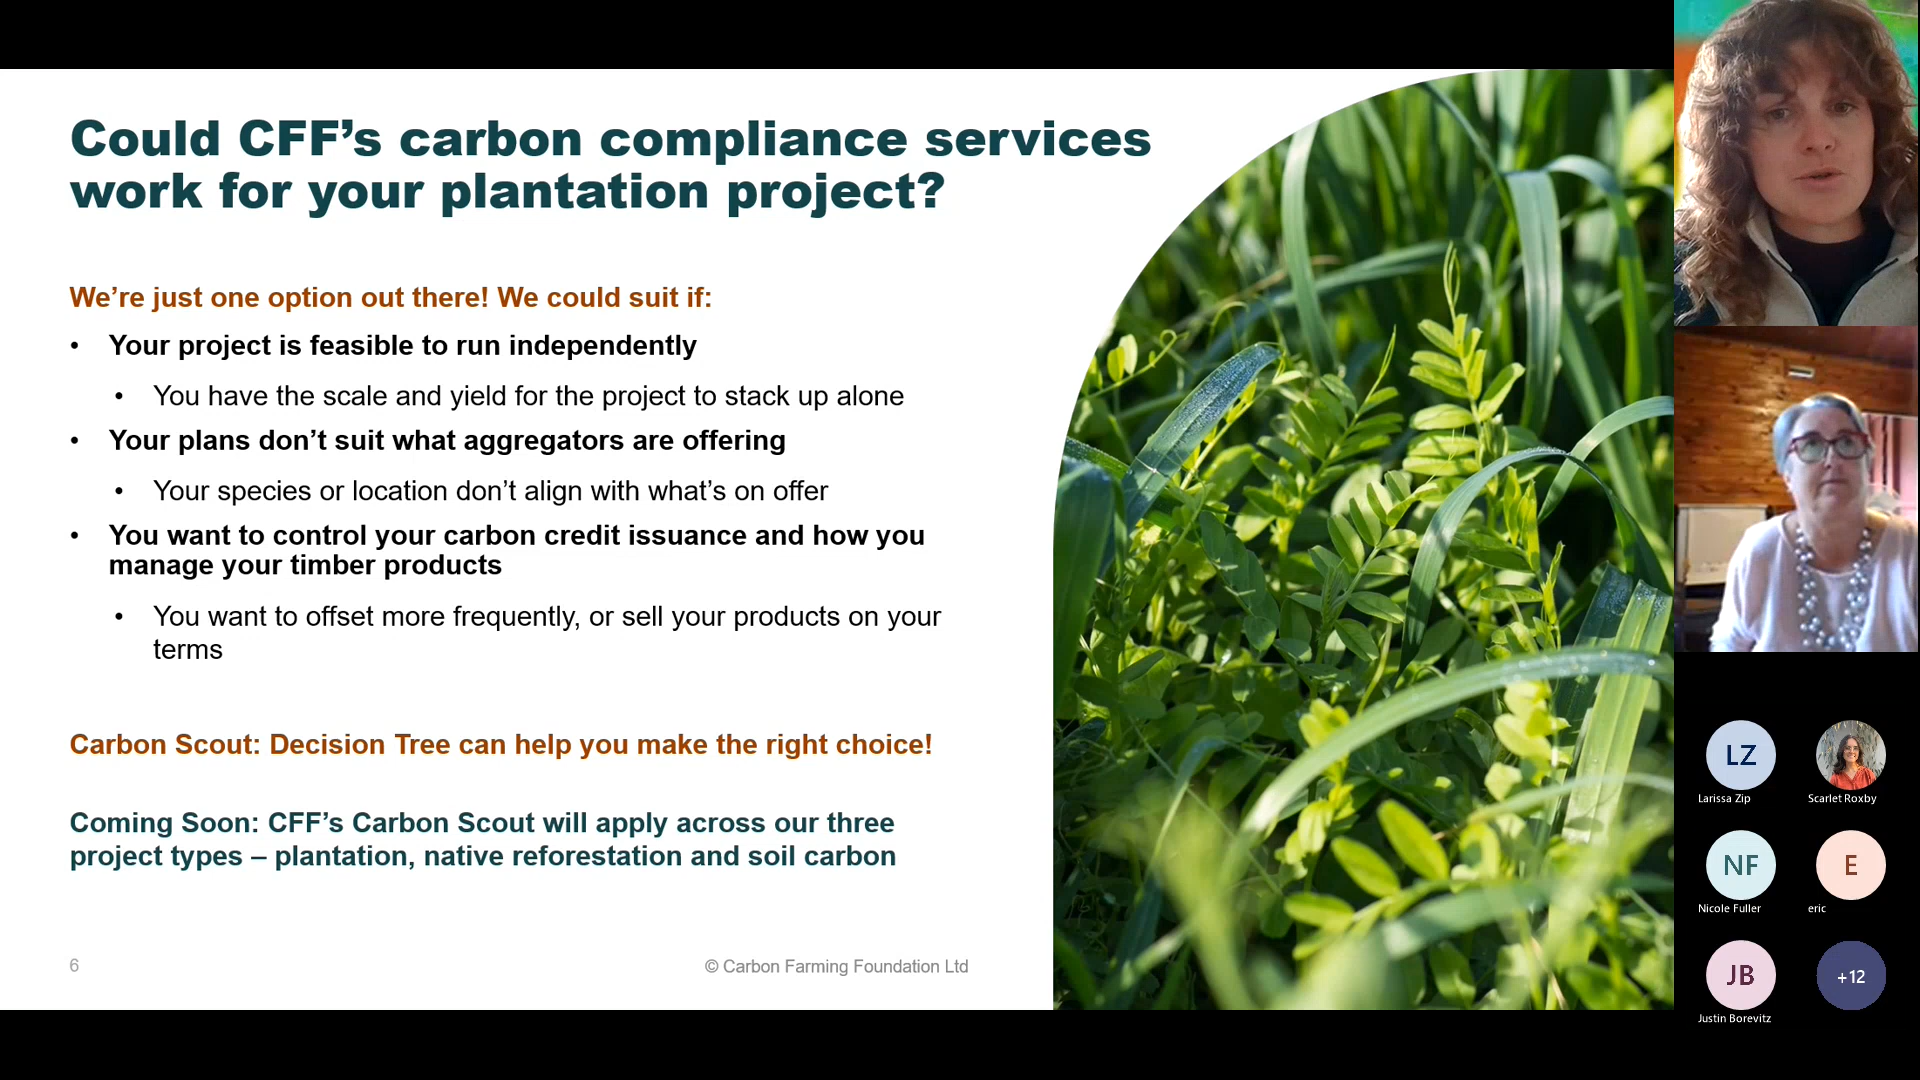 Could CFF’s carbon compliance services
work for your plantation project?
We’re just one option out there! We could suit if:
• Your project is feasible to run independently
• You have the scale and yield for the project to stack up alone
• Your plans don’t suit what aggregators are offering
• Your species or location don’t align with what’s on offer
• You want to control your carbon credit issuance and how you
manage your timber products
• You want to offset more frequently, or sell your products on your
terms
Carbon Scout: Decision Tree can help you make the right choice!
Coming Soon: CFF’s Carbon Scout will apply across our three
project types – plantation, native reforestation and soil carbon
6
© Carbon Farming Foundation Ltd
LZ
Larissa Zip
Scarlet Roxby
NF
Nicole Fuller
E
eric
JB
Justin Borevitz
+12